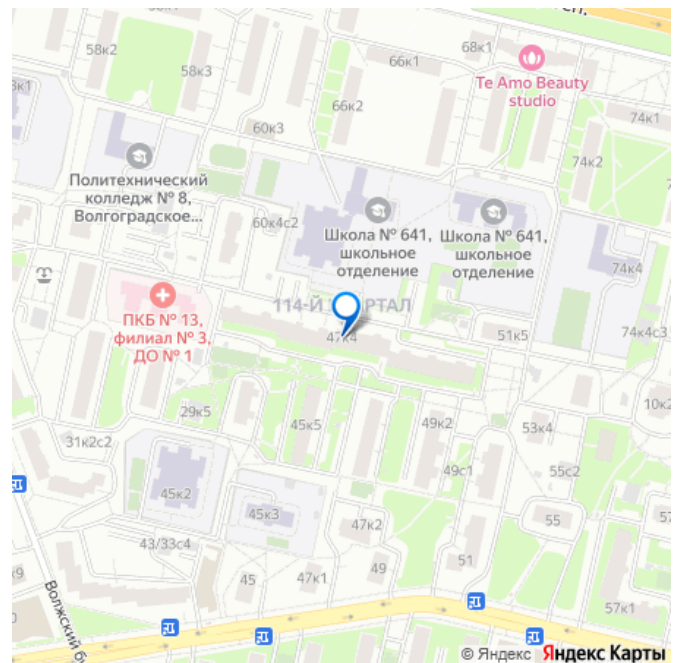 сп.
58к2
58к3
68к1
66к1
Te Amo Beauty
studio
66к2
74к1
60к3
74к2
Политехнический
колледж № 8,
Волгоградское...
60к4с2
Школа № 641,
школьное
отделение
Школа № 641,
школьное
отделение
74к4
114-Й
ПКБ № 13,
филиал № 3,
ДО № 1
47к4
51к5
74к4с3
29к5
45к5
49к2
53к4
10к2
31к2с2
49с1
55с2
45к2
45к3
47к2
55
43/33с4
51
45
47к1
49
57к1
Волжский б
© Яндекс Яндекс Карты